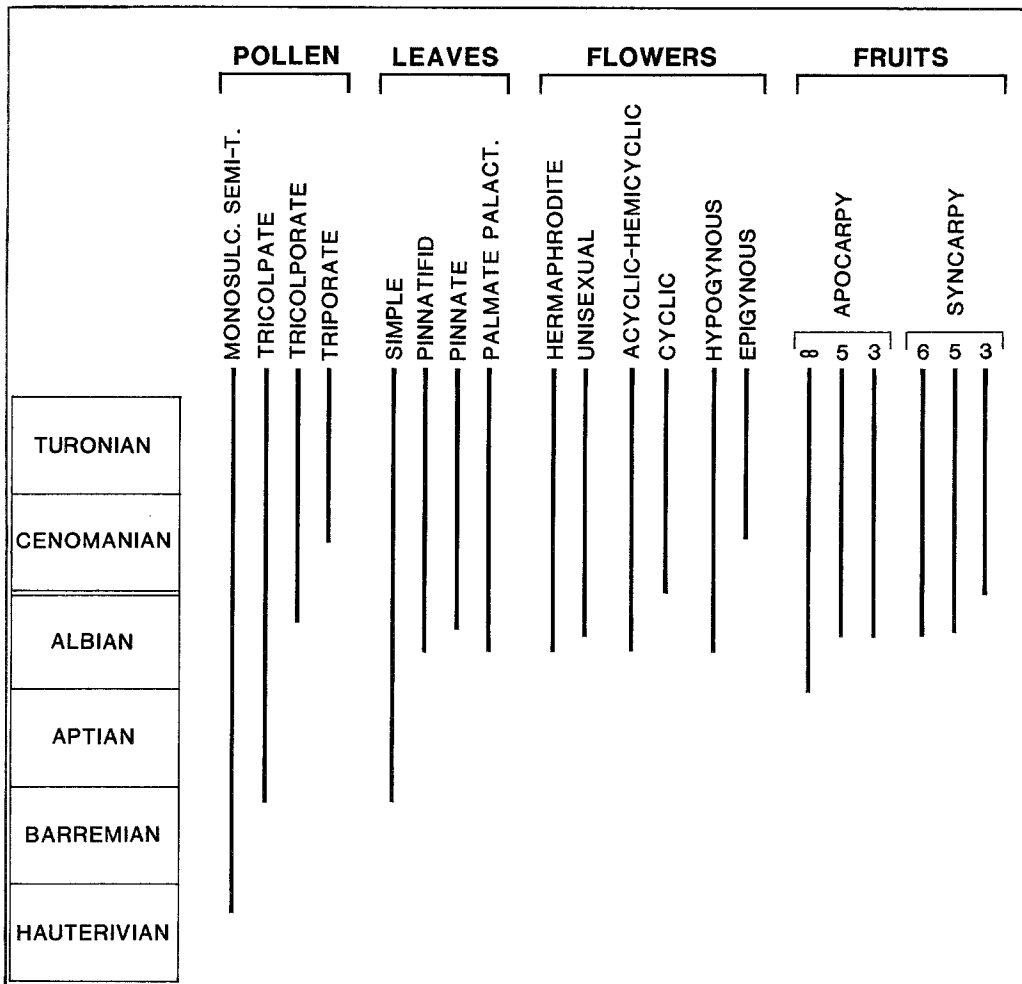 POLLEN LEAVES FLOWERS FRUITS
MONOSULC. SEMI-T.
TRICOLPATE
TRICOLPORATE
TRIPORATE
SIMPLE
PINNATIFID
PINNATE
PALMATE PALACT.
HERMAPHRODITE
UNISEXUAL
ACYCLIC-HEMICYCLIC
CYCLIC
HYPOGYNOUS
EPIGYNOUS
APOCARPY
∞ 5 3
SYNCARPY
6 5 3
TURONIAN
CENOMANIAN
ALBIAN
APTIAN
BARREMIAN
HAUTERIVIAN